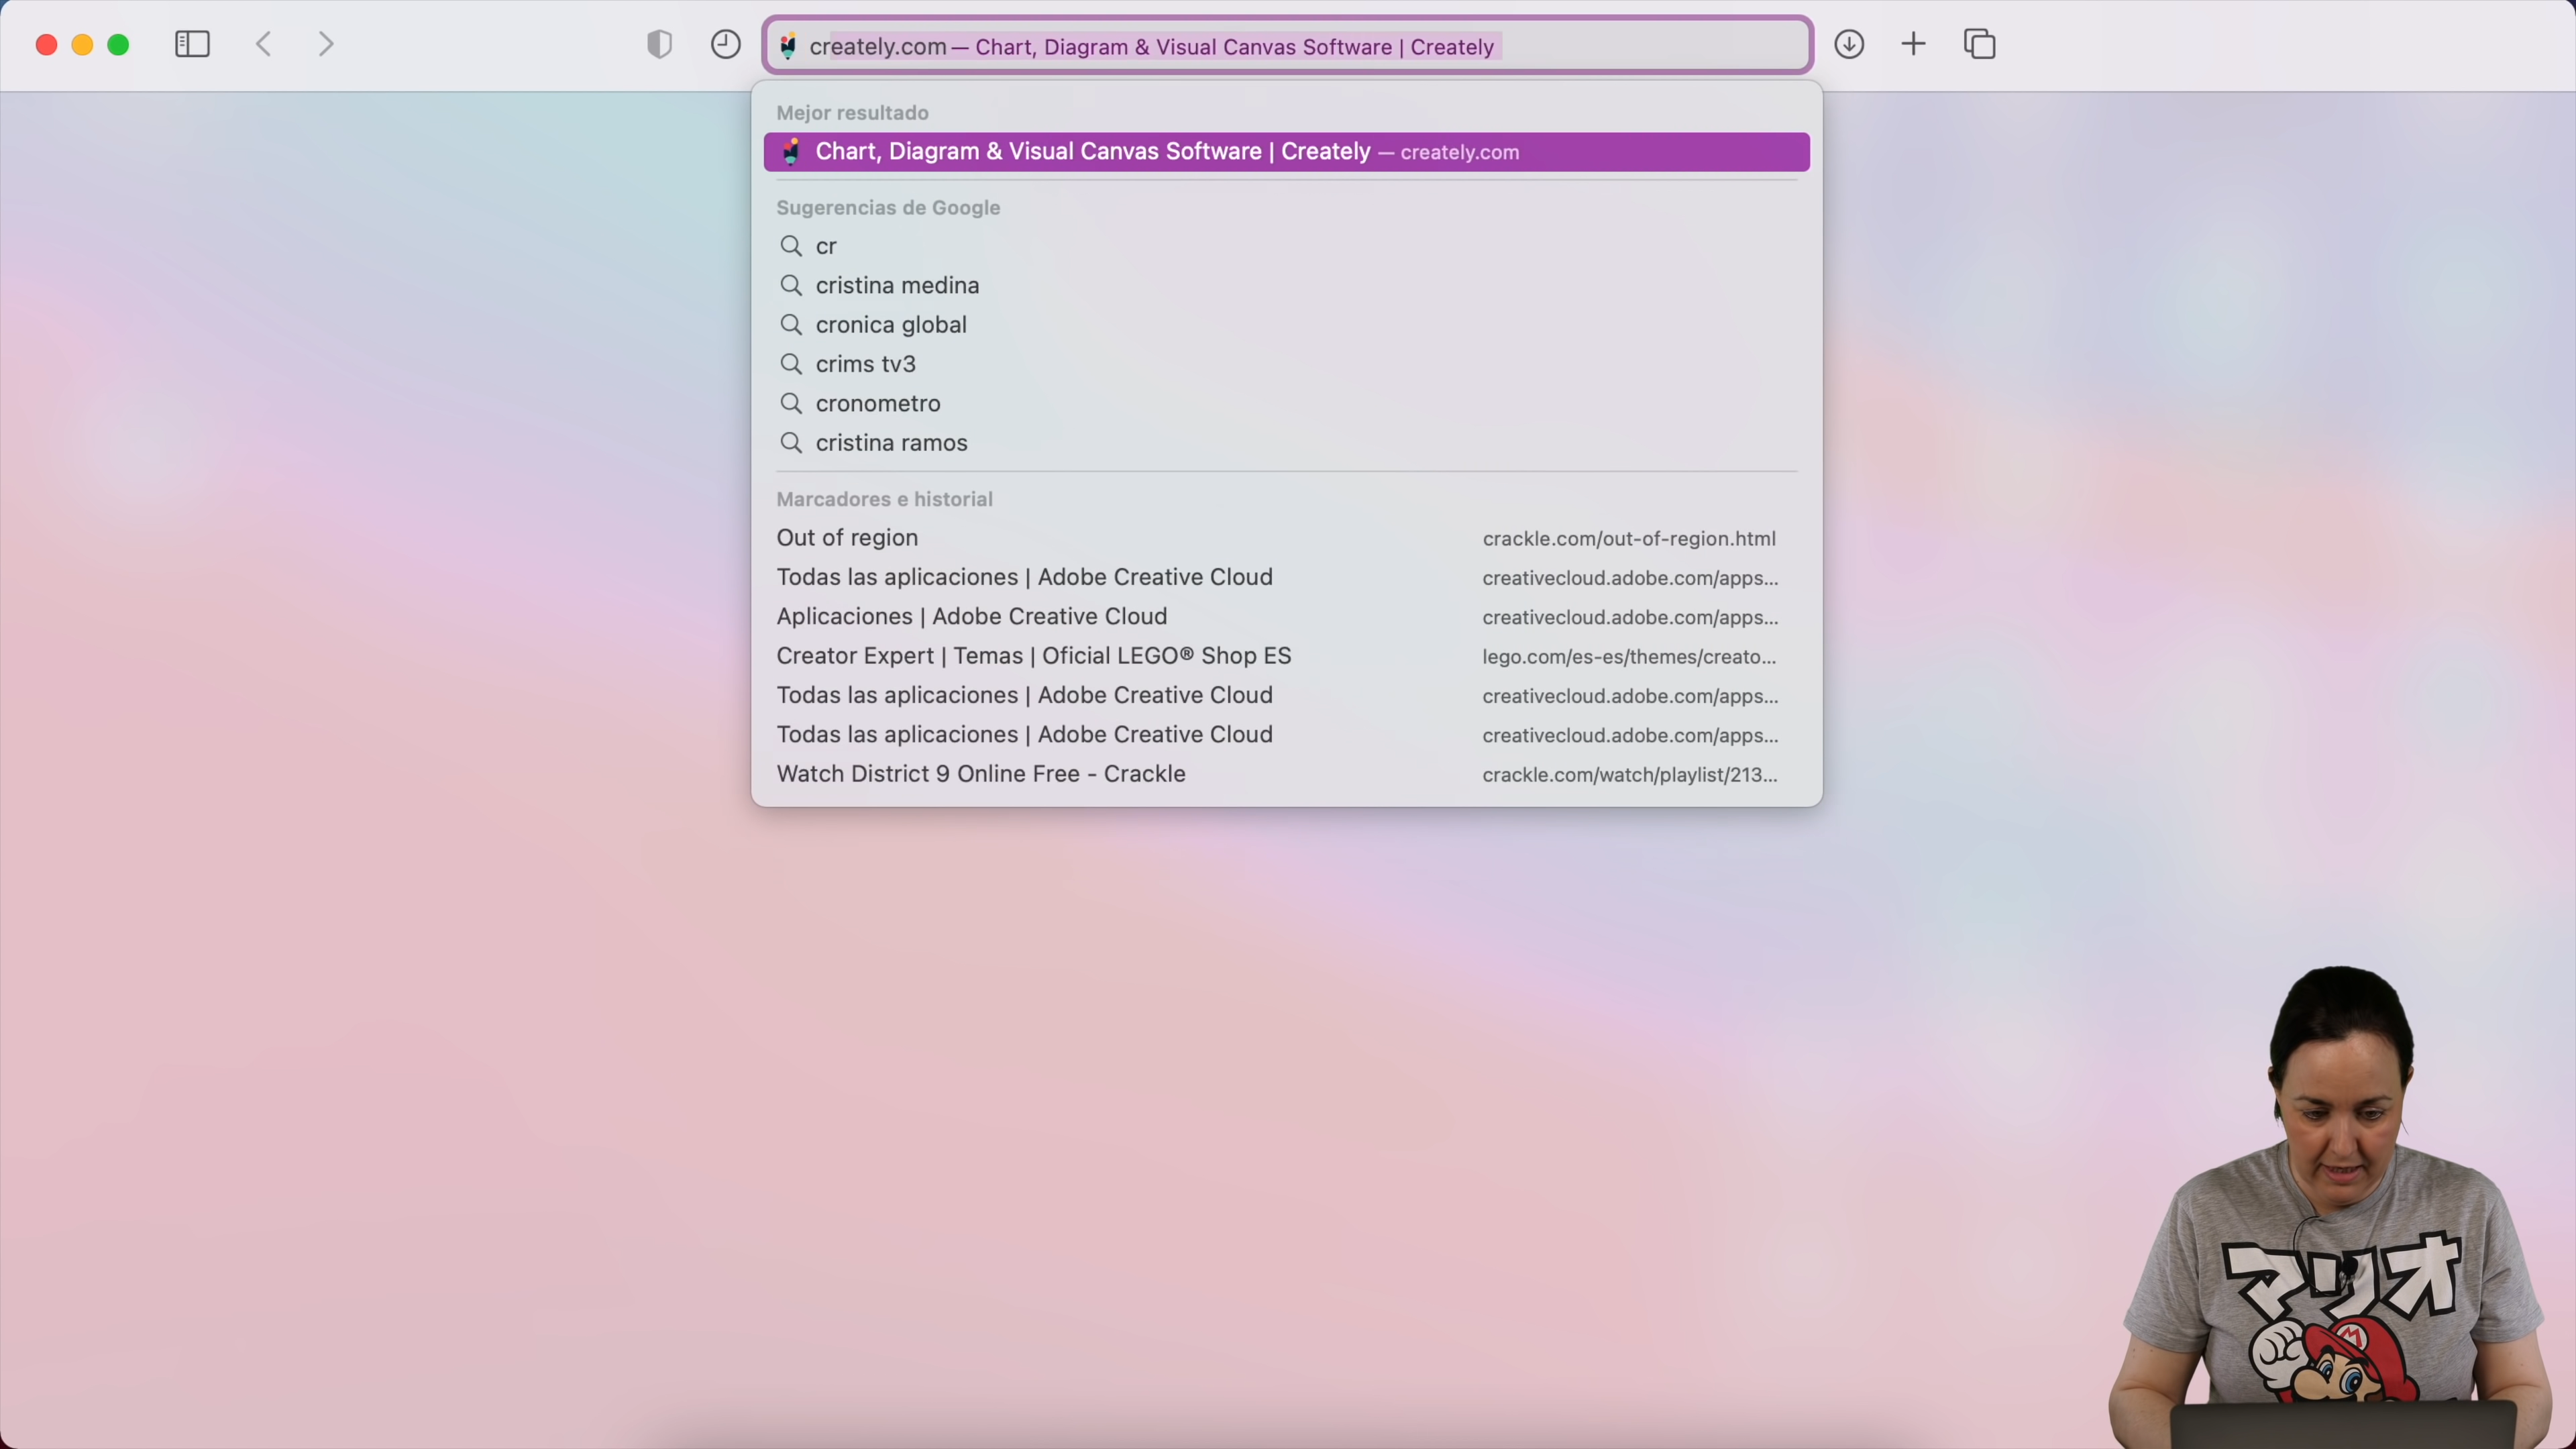 creately.com — Chart, Diagram & Visual Canvas Software | Creately
Mejor resultado
Chart, Diagram & Visual Canvas Software | Creately — creately.com
Sugerencias de Google
cr
cristina medina
cronica global
crims tv3
cronometro
cristina ramos
Marcadores e historial
Out of region crackle.com/out-of-region.html
Todas las aplicaciones | Adobe Creative Cloud creativecloud.adobe.com/apps...
Aplicaciones | Adobe Creative Cloud creativecloud.adobe.com/apps...
Creator Expert | Temas | Oficial LEGO® Shop ES lego.com/es-es/themes/creato...
Todas las aplicaciones | Adobe Creative Cloud creativecloud.adobe.com/apps...
Todas las aplicaciones | Adobe Creative Cloud creativecloud.adobe.com/apps...
Watch District 9 Online Free - Crackle crackle.com/watch/playlist/213...
マリオ
M